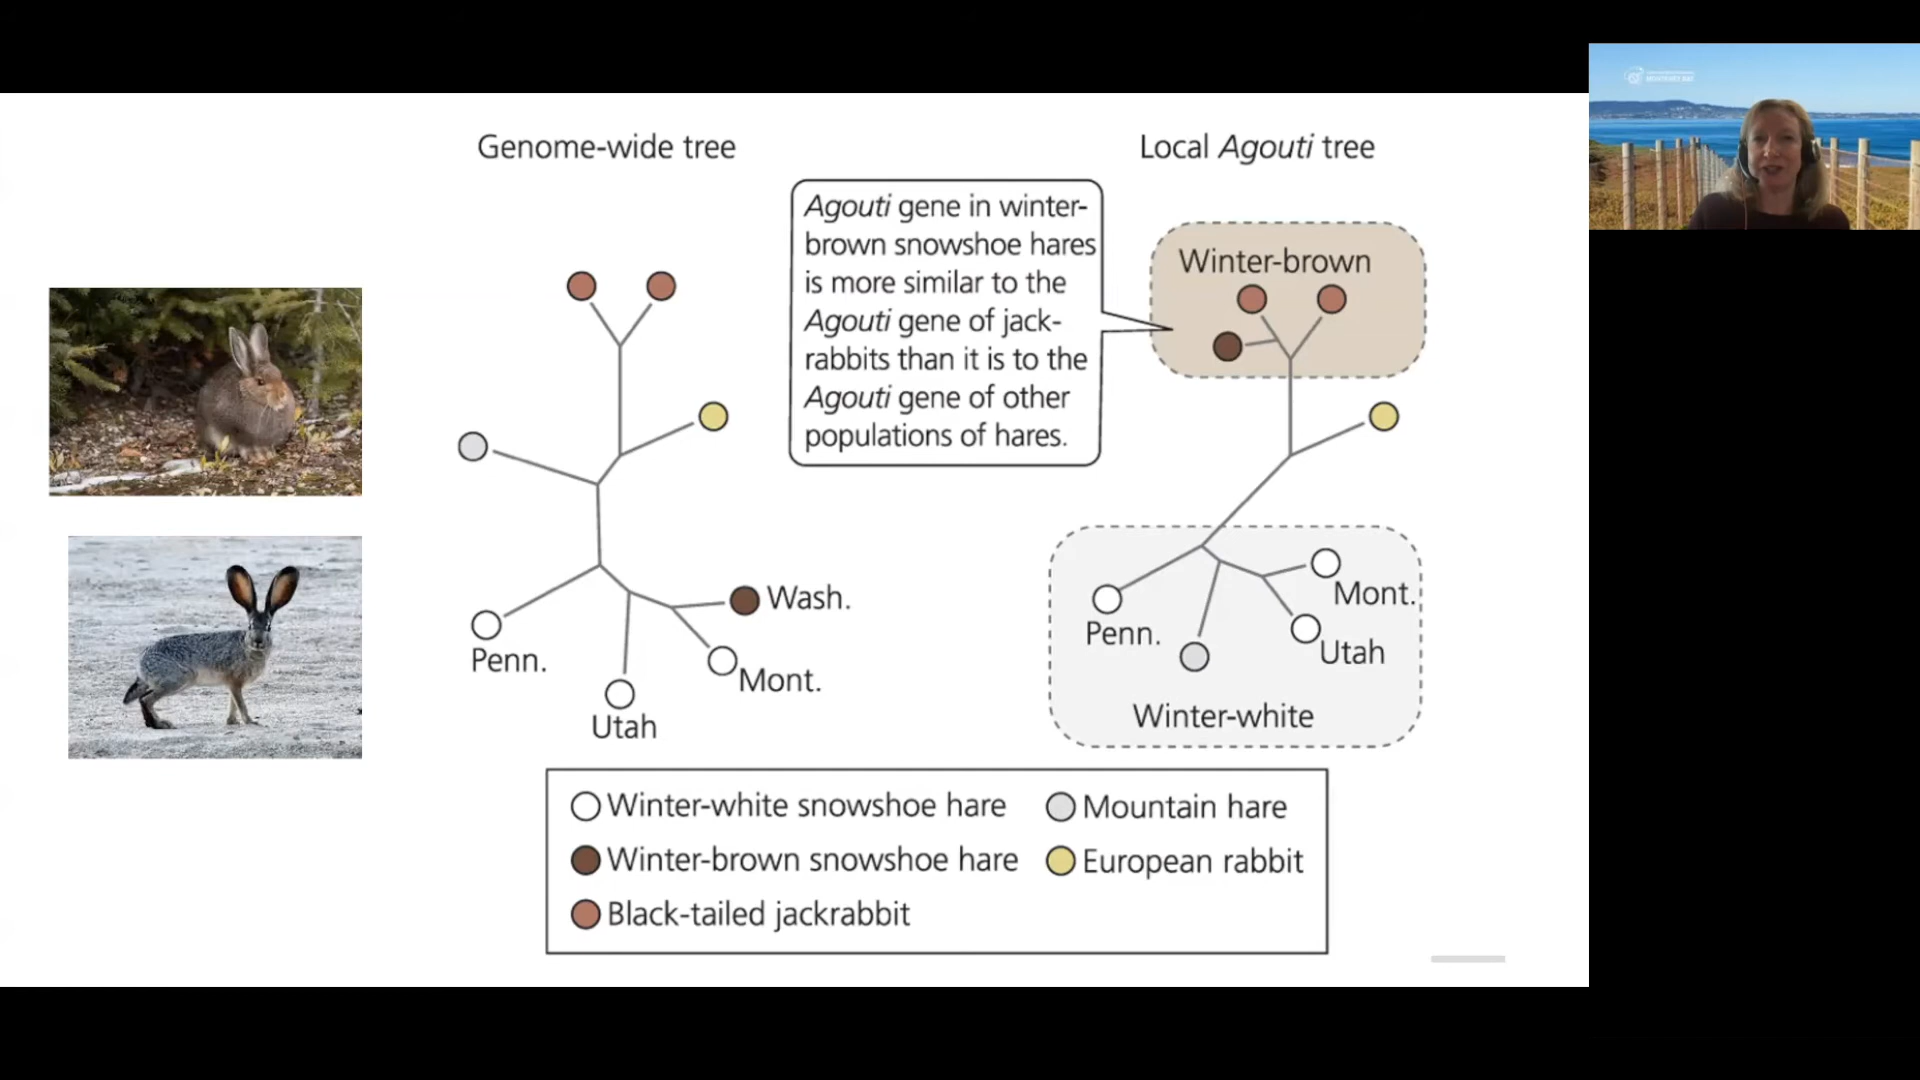 Genome-wide tree
Local Agouti tree
Agouti gene in winter-
brown snowshoe hares
is more similar to the
Agouti gene of jack-
rabbits than it is to the
Agouti gene of other
populations of hares.
Winter-brown
Wash.
Penn.
Mont.
Utah
Mont.
Penn.
Utah
Winter-white
Winter-white snowshoe hare
Mountain hare
Winter-brown snowshoe hare
European rabbit
Black-tailed jackrabbit